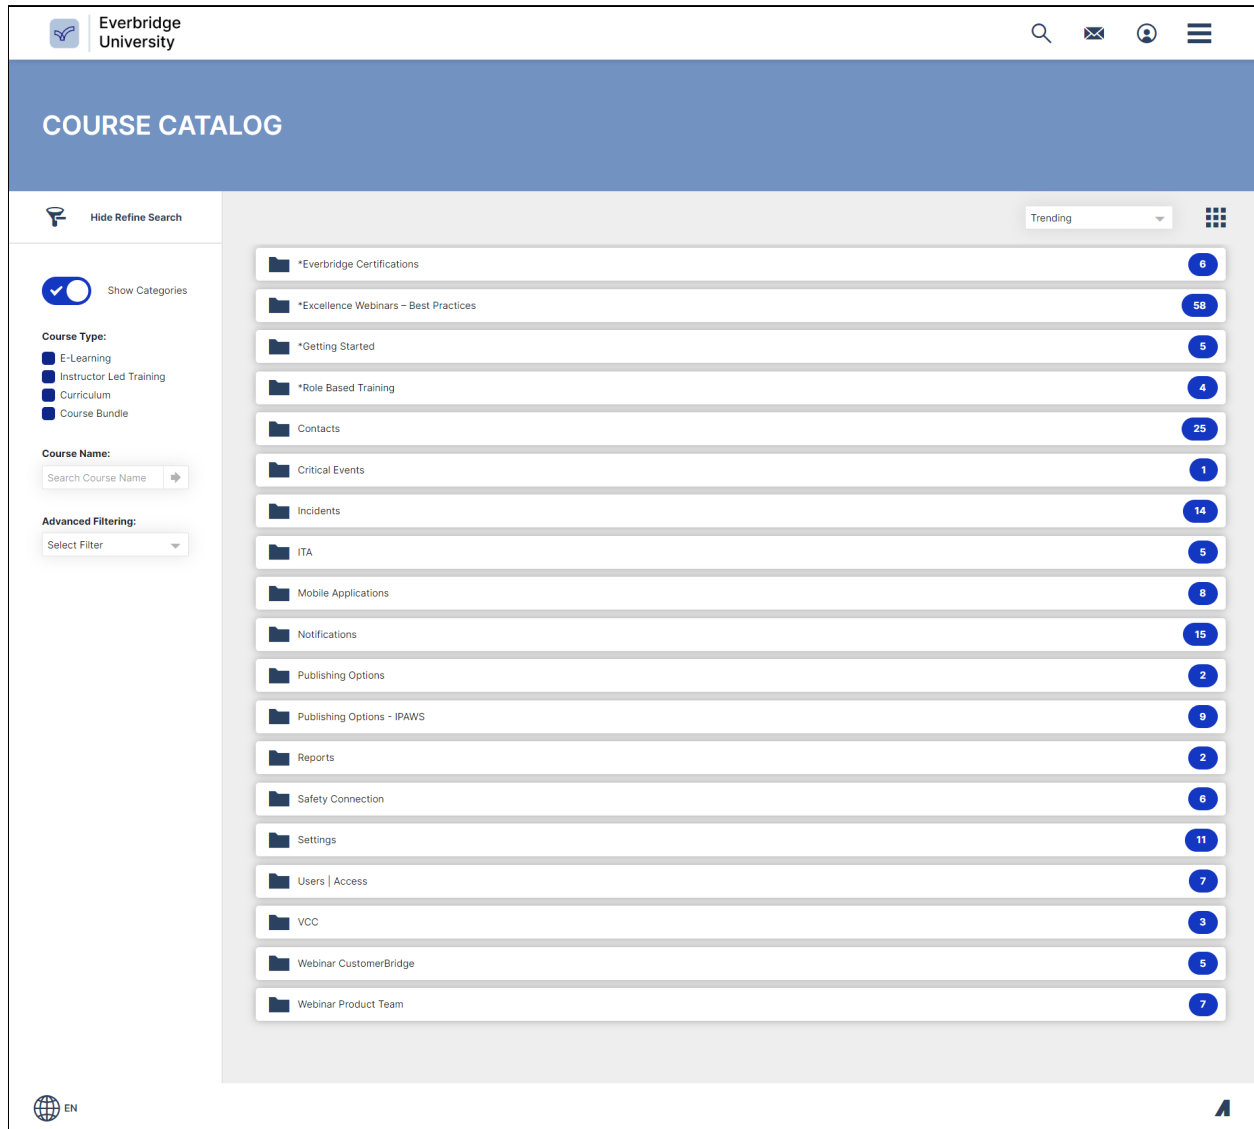 Everbridge
University
COURSE CATALOG
Hide Refine Search
Trending
Show Categories
Course Type:
E-Learning
Instructor Led Training
Curriculum
Course Bundle
Course Name:
Search Course Name
Advanced Filtering:
Select Filter
*Everbridge Certifications 6
*Excellence Webinars – Best Practices 58
*Getting Started 5
*Role Based Training 4
Contacts 25
Critical Events 1
Incidents 14
ITA 5
Mobile Applications 8
Notifications 15
Publishing Options 2
Publishing Options - IPAWS 9
Reports 2
Safety Connection 6
Settings 11
Users | Access 7
VCC 3
Webinar CustomerBridge 5
Webinar Product Team 7
EN